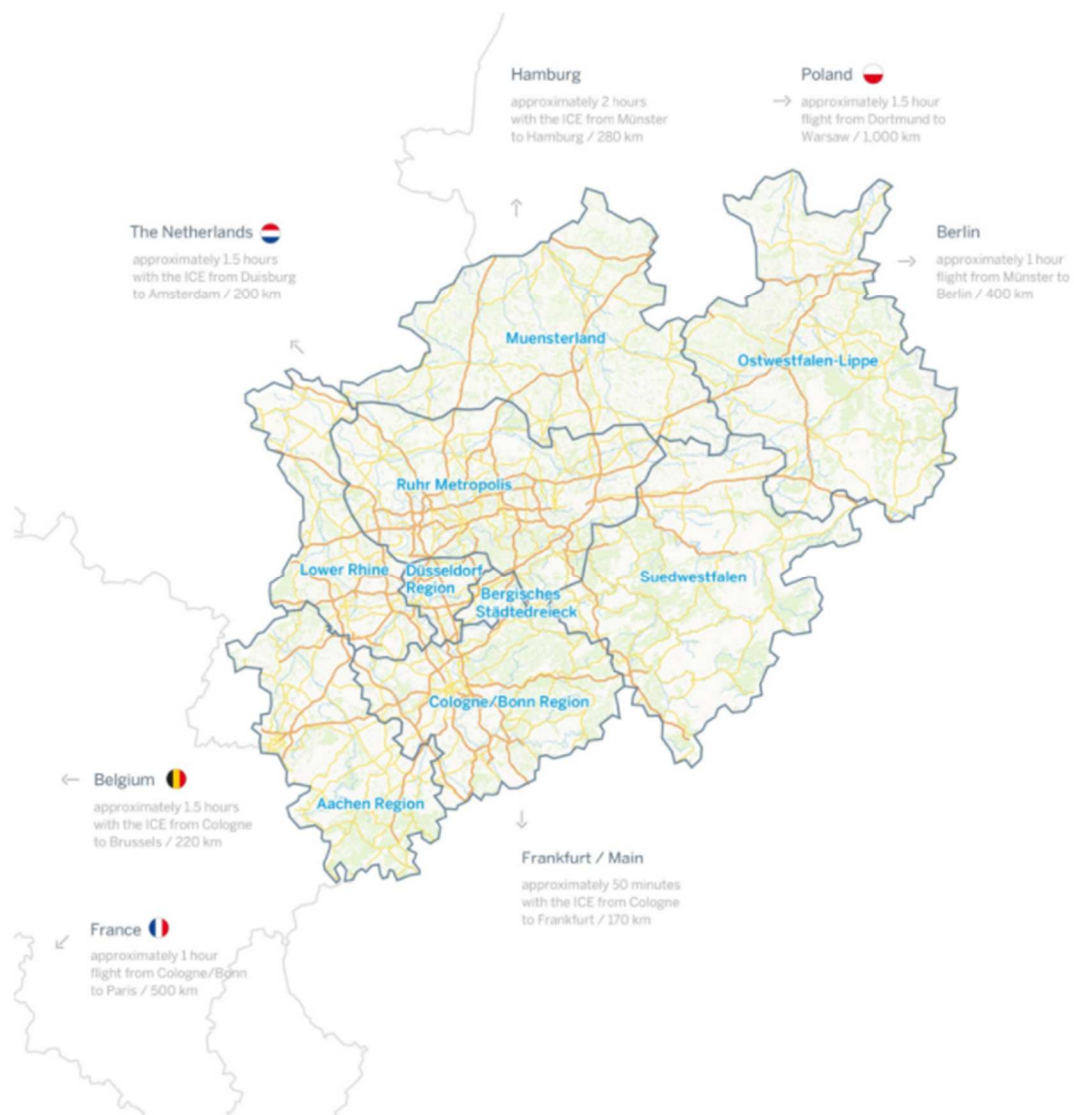 Hamburg
approximately 2 hours
with the ICE from Münster
to Hamburg / 280 km
Poland
approximately 1.5 hour
flight from Dortmund to
Warsaw / 1,000 km
The Netherlands
approximately 1.5 hours
with the ICE from Duisburg
to Amsterdam / 200 km
Berlin
approximately 1 hour
flight from Münster to
Berlin / 400 km
Muensterland
Ostwestfalen-Lippe
Ruhr Metropolis
Lower Rhine
Düsseldorf
Region
Bergisches
Städtedreieck
Suedwestfalen
Cologne/Bonn Region
Aachen Region
Belgium
approximately 1.5 hours
with the ICE from Cologne
to Brussels / 220 km
Frankfurt / Main
approximately 50 minutes
with the ICE from Cologne
to Frankfurt / 170 km
France
approximately 1 hour
flight from Cologne/Bonn
to Paris / 500 km